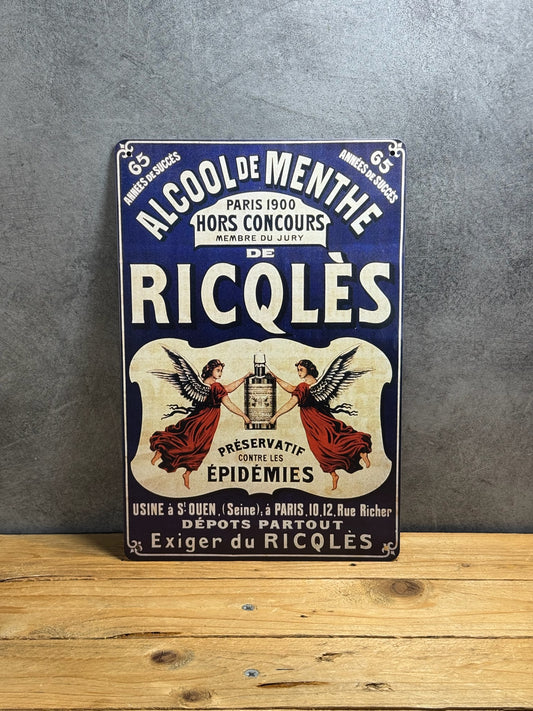 65
ANNÉES DE SUCCÈS
65
ANNÉES DE SUCCÈS
ALCOOL DE MENTHE
PARIS 1900
HORS CONCOURS
MEMBRE DU JURY
DE
RICQLÈS
PRÉSERVATIF
CONTRE LES
ÉPIDÉMIES
USINE à St OUEN, (Seine), à PARIS, 10,12, Rue Richer
DÉPOTS PARTOUT
Exiger du RICQLÈS